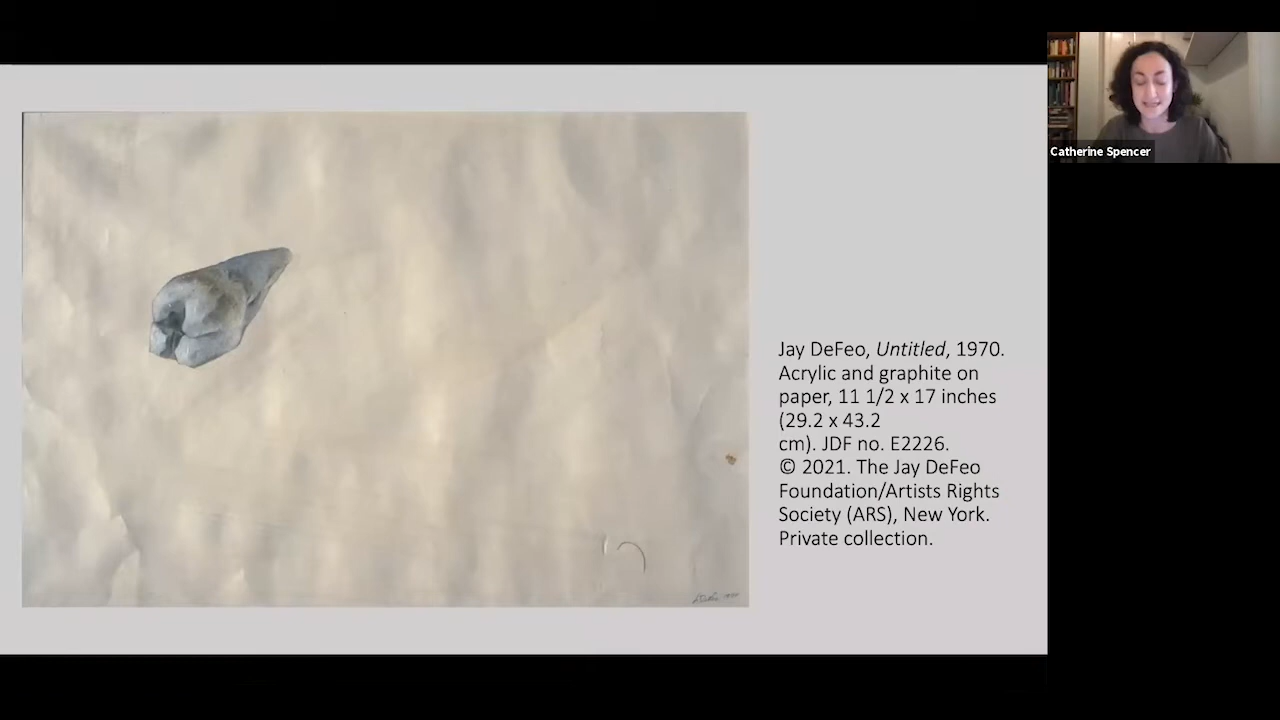 Catherine Spencer
Jay DeFeo, Untitled, 1970.
Acrylic and graphite on
paper, 11 1/2 x 17 inches
(29.2 x 43.2
cm). JDF no. E2226.
© 2021. The Jay DeFeo
Foundation/Artists Rights
Society (ARS), New York.
Private collection.